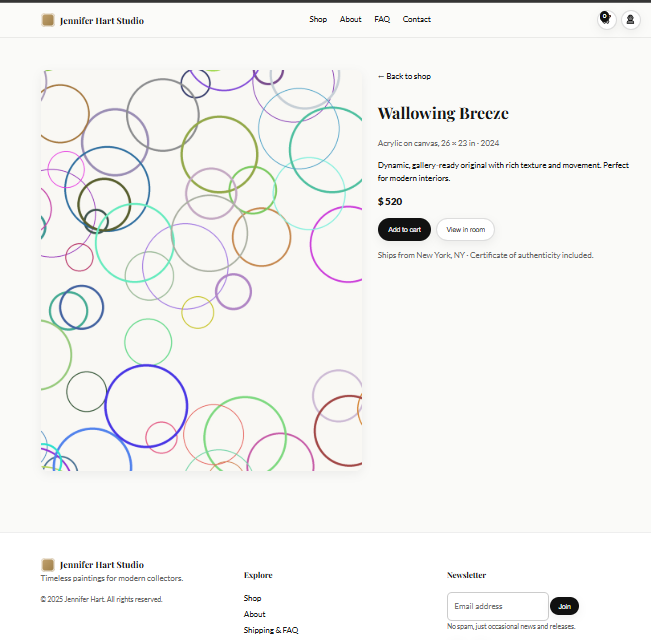 Jennifer Hart Studio
Shop About FAQ Contact
0
← Back to shop
Wallowing Breeze
Acrylic on canvas, 26 × 23 in · 2024
Dynamic, gallery-ready original with rich texture and movement. Perfect
for modern interiors.
$520
Add to cart View in room
Ships from New York, NY · Certificate of authenticity included.
Jennifer Hart Studio
Timeless paintings for modern collectors.
© 2025 Jennifer Hart. All rights reserved.
Explore
Shop
About
Shipping & FAQ
Newsletter
Email address Join
No spam, just occasional news and releases.